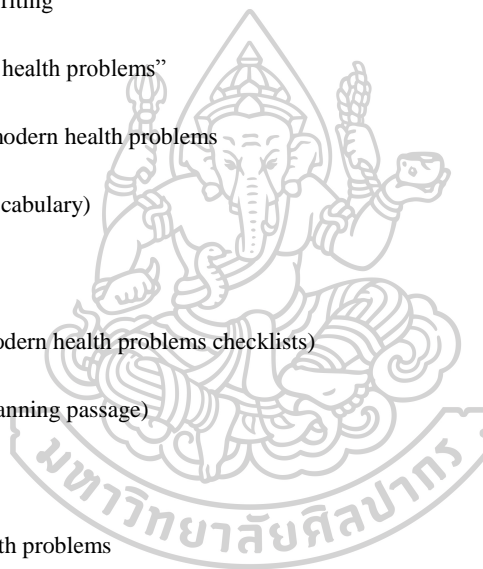 riting
health problems”
nodern health problems
cabulary)
odern health problems checklists)
anning passage)
มหาวิทยาลัยศิลปากร
th problems